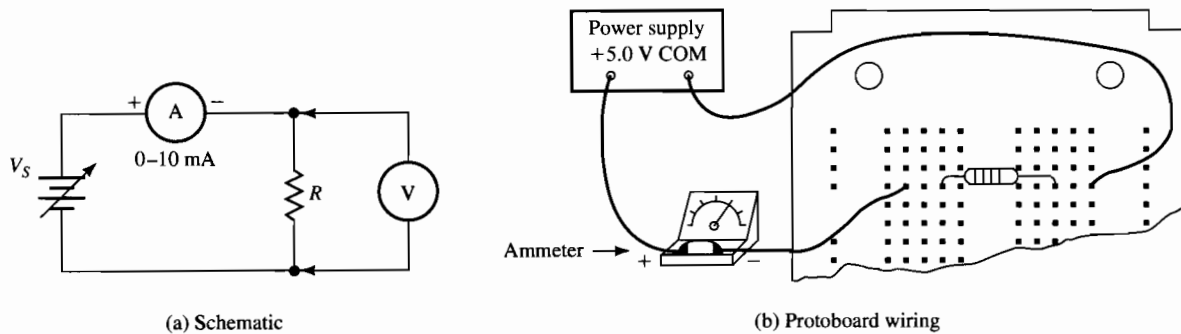 + A −
0–10 mA
V_S
R
V
(a) Schematic
Power supply
+5.0 V COM
Ammeter
+ −
(b) Protoboard wiring